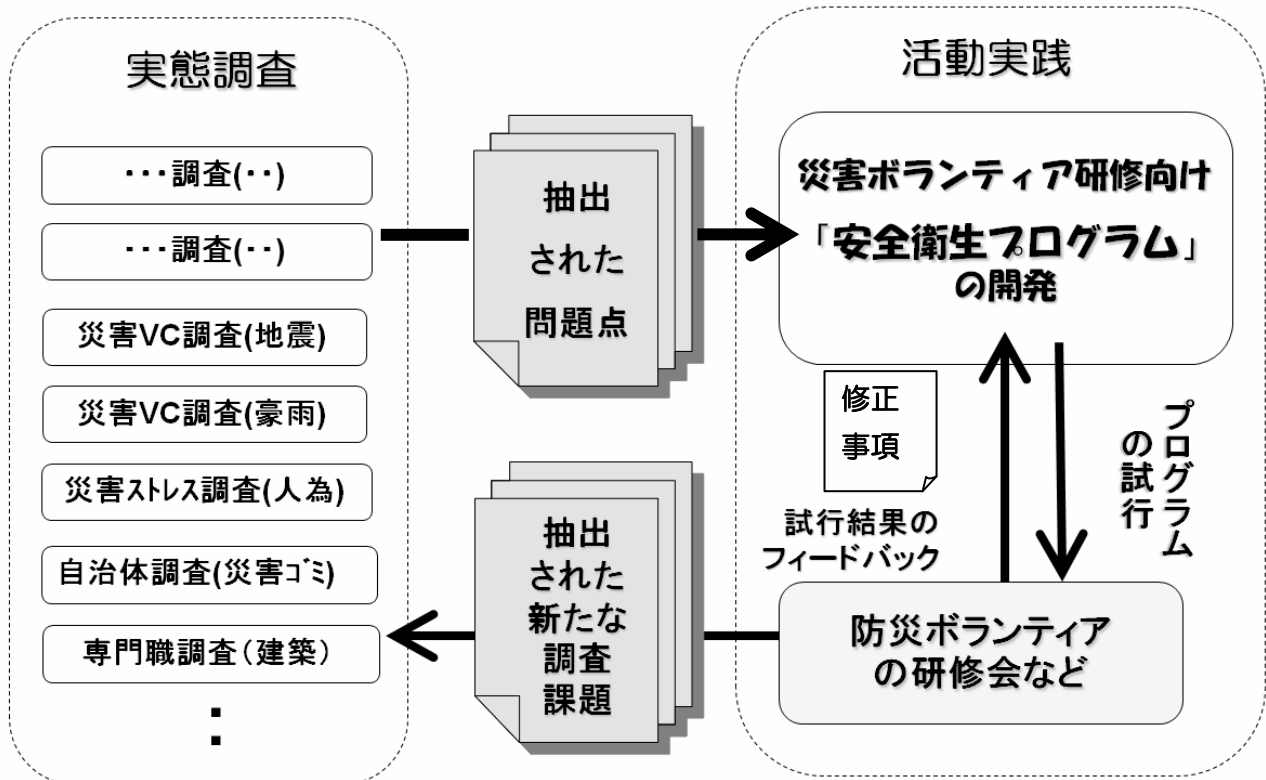 実態調査
・・・調査(・・)
・・・調査(・・)
災害VC調査(地震)
災害VC調査(豪雨)
災害ストレス調査(人為)
自治体調査(災害ゴミ)
専門職調査(建築)
:
抽出
された
問題点
抽出
された
新たな
調査
課題
活動実践
災害ボランティア研修向け
「安全衛生プログラム」
の開発
修正
事項
試行結果の
フィードバック
プログラム
の試行
防災ボランティア
の研修会など